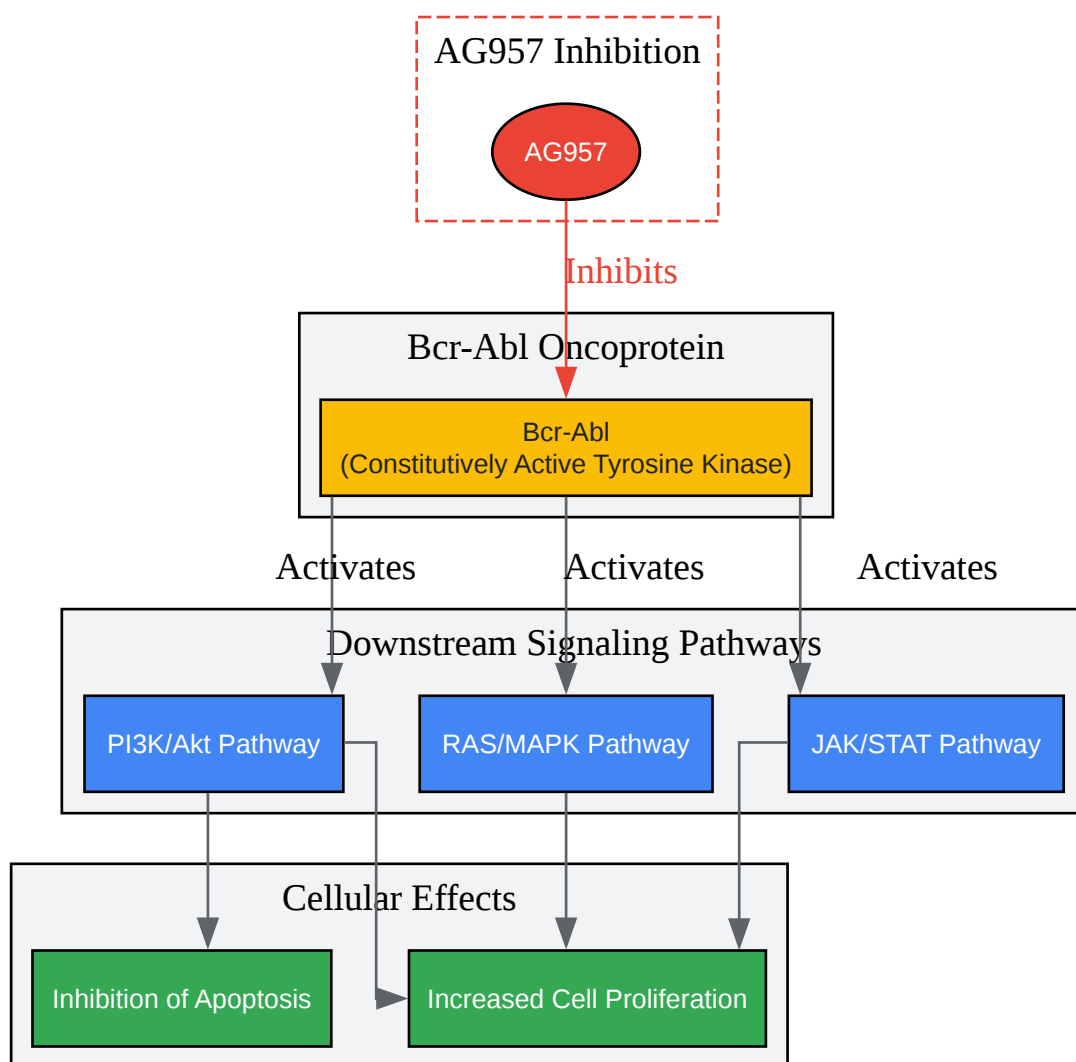 AG957 Inhibition
AG957
Inhibits
Bcr-Abl Oncoprotein
Bcr-Abl
(Constitutively Active Tyrosine Kinase)
Activates
Activates
Activates
Downstream Signaling Pathways
PI3K/Akt Pathway
RAS/MAPK Pathway
JAK/STAT Pathway
Cellular Effects
Inhibition of Apoptosis
Increased Cell Proliferation